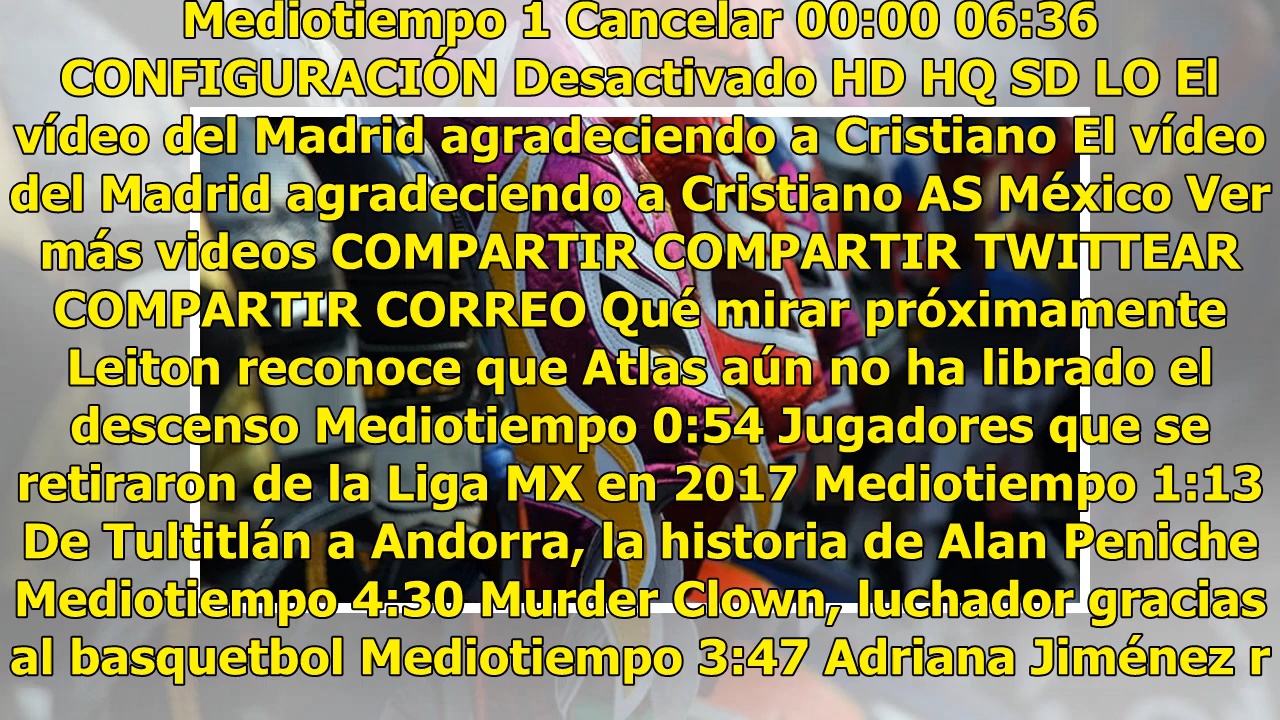 Mediotiempo 1 Cancelar 00:00 06:36
CONFIGURACIÓN Desactivado HD HQ SD LO El
vídeo del Madrid agradeciendo a Cristiano El vídeo
del Madrid agradeciendo a Cristiano AS México Ver
más videos COMPARTIR COMPARTIR TWITTEAR
COMPARTIR CORREO Qué mirar próximamente
Leiton reconoce que Atlas aún no ha librado el
descenso Mediotiempo 0:54 Jugadores que se
retiraron de la Liga MX en 2017 Mediotiempo 1:13
De Tultitlán a Andorra, la historia de Alan Peniche
Mediotiempo 4:30 Murder Clown, luchador gracias
al basquetbol Mediotiempo 3:47 Adriana Jiménez r